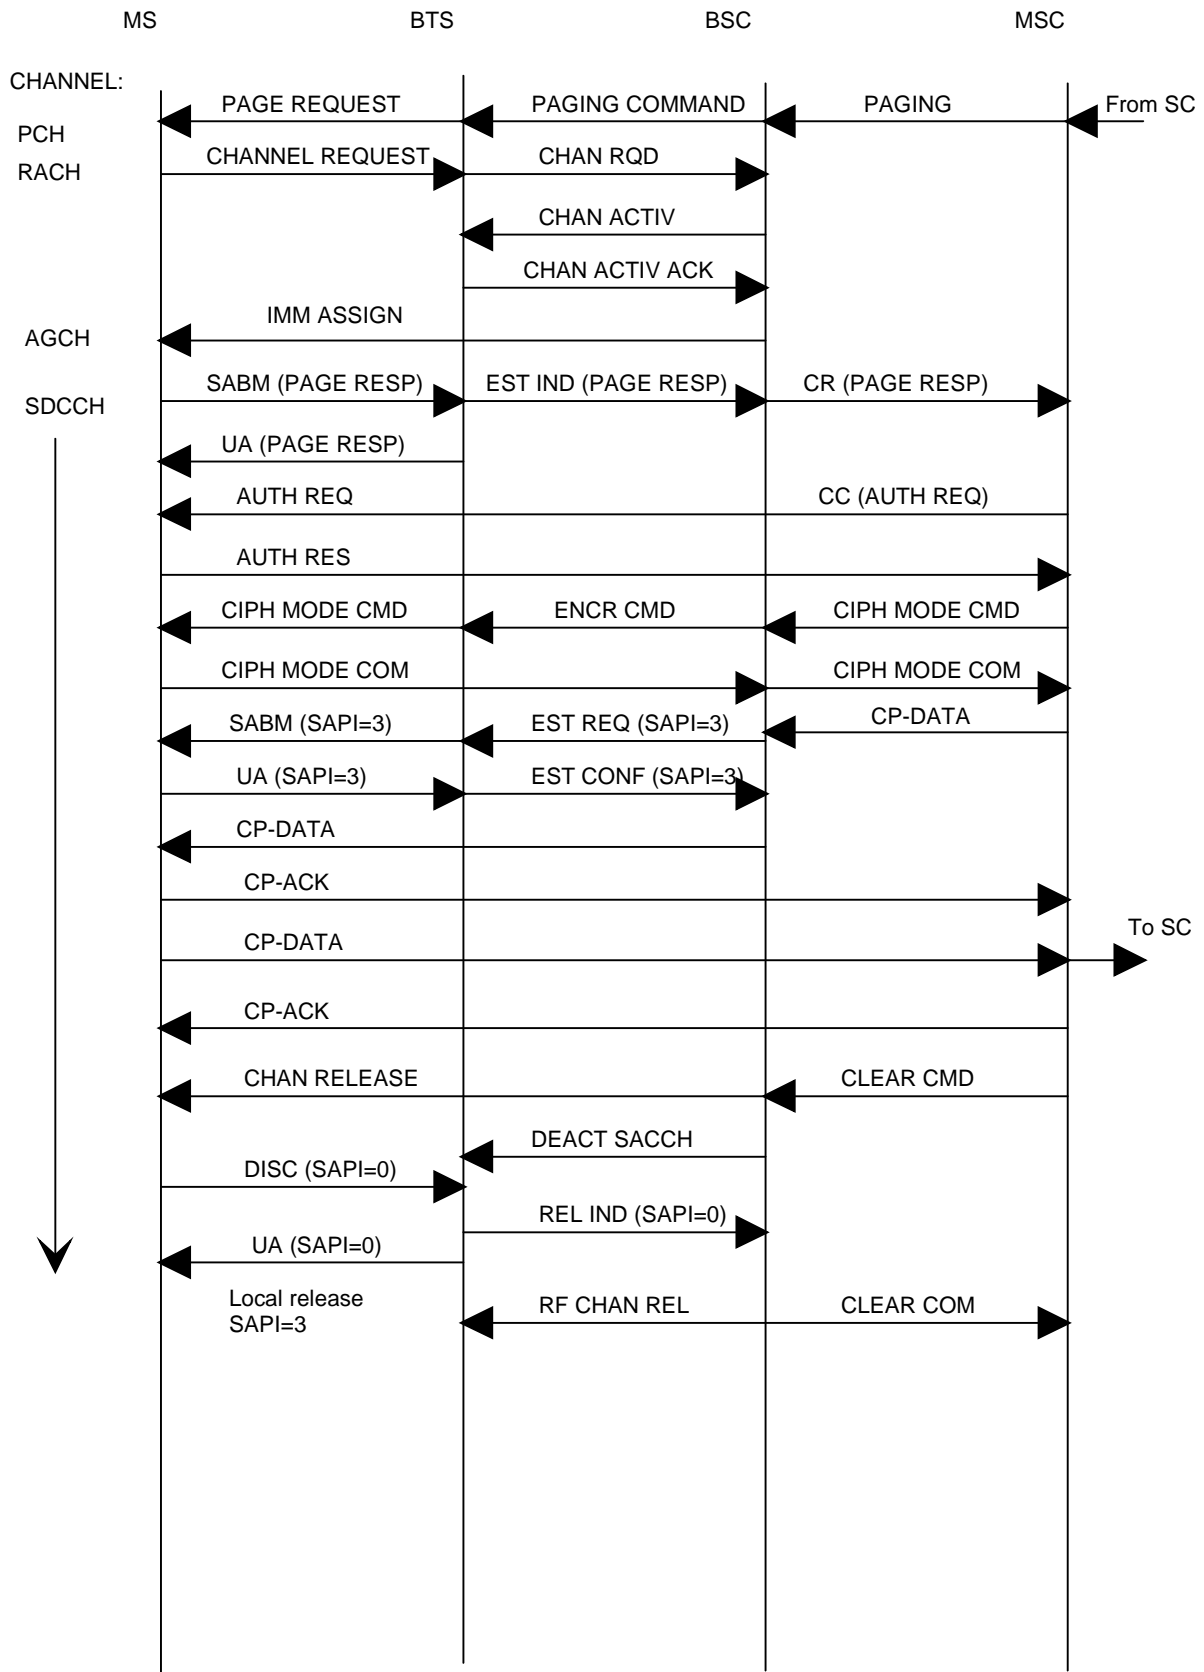 MS BTS BSC MSC
CHANNEL:
PAGE REQUEST PAGING COMMAND PAGING From SC
PCH
CHANNEL REQUEST CHAN RQD
RACH
CHAN ACTIV
CHAN ACTIV ACK
IMM ASSIGN
AGCH
SABM (PAGE RESP) EST IND (PAGE RESP) CR (PAGE RESP)
SDCCH
UA (PAGE RESP)
AUTH REQ CC (AUTH REQ)
AUTH RES
CIPH MODE CMD ENCR CMD CIPH MODE CMD
CIPH MODE COM CIPH MODE COM
CP-DATA
SABM (SAPI=3) EST REQ (SAPI=3)
UA (SAPI=3) EST CONF (SAPI=3)
CP-DATA
CP-ACK
To SC
CP-DATA
CP-ACK
CHAN RELEASE CLEAR CMD
DEACT SACCH
DISC (SAPI=0)
REL IND (SAPI=0)
UA (SAPI=0)
Local release RF CHAN REL CLEAR COM
SAPI=3